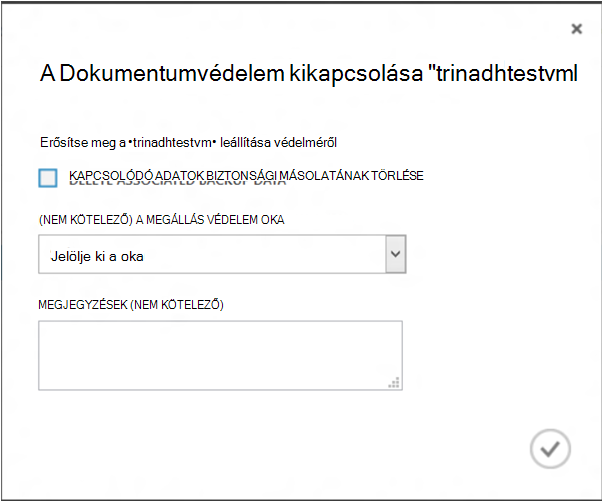 A Dokumentumvédelem kikapcsolása "trinadhtestvml
Erősítse meg a •trinadhtestvm• leállítása védelméről
KAPCSOLÓDÓ ADATOK BIZTONSÁGI MÁSOLATÁNAK TÖRLÉSE
DELETE ASSOCIATED BACKUP DATA
(NEM KÖTELEZŐ) A MEGÁLLÁS VÉDELEM OKA
Jelölje ki a oka
MEGJEGYZÉSEK (NEM KÖTELEZŐ)